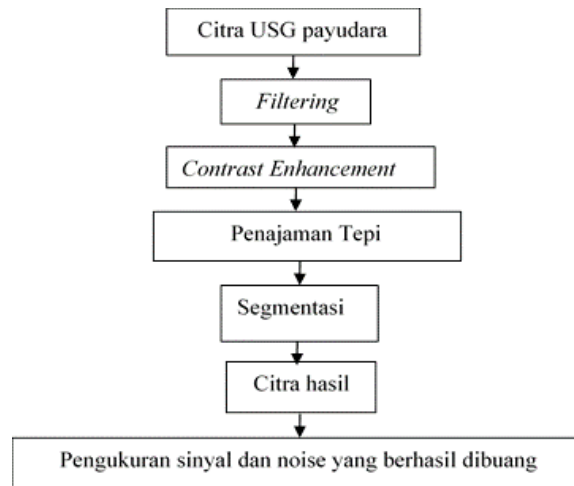 Citra USG payudara
Filtering
Contrast Enhancement
Penajaman Tepi
Segmentasi
Citra hasil
Pengukuran sinyal dan noise yang berhasil dibuang